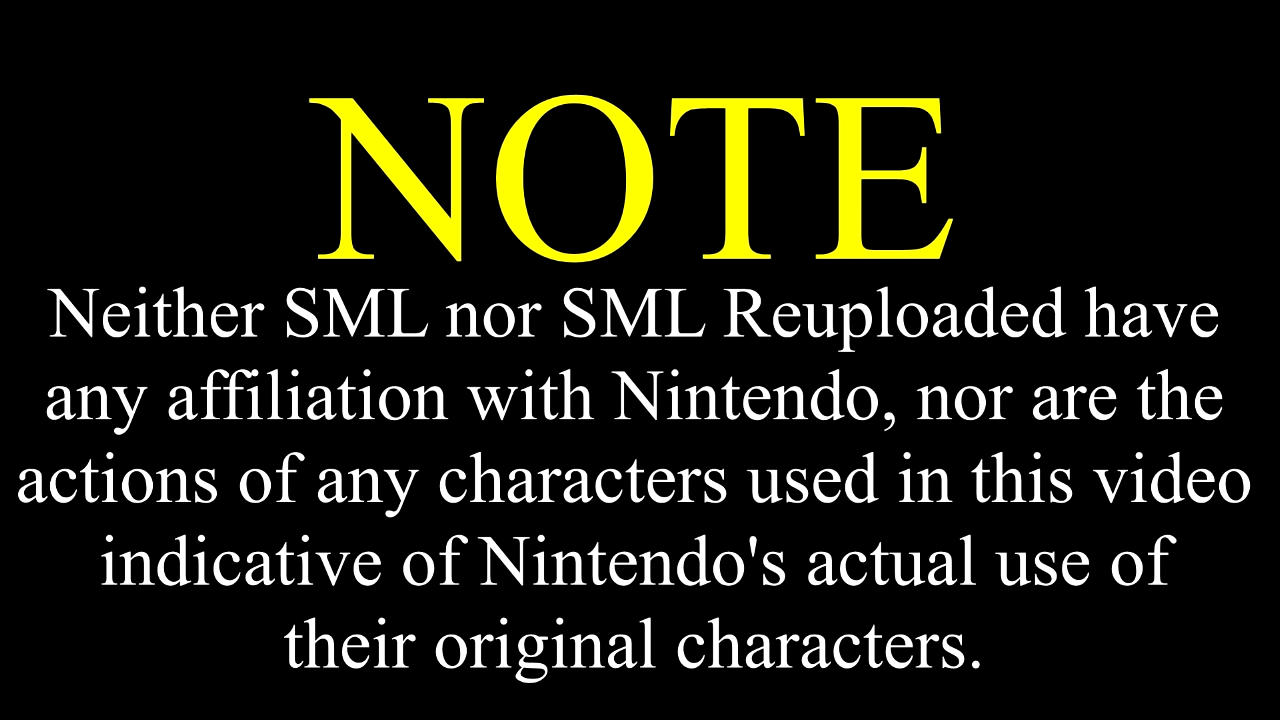 NOTE
Neither SML nor SML Reuploaded have
any affiliation with Nintendo, nor are the
actions of any characters used in this video
indicative of Nintendo's actual use of
their original characters.